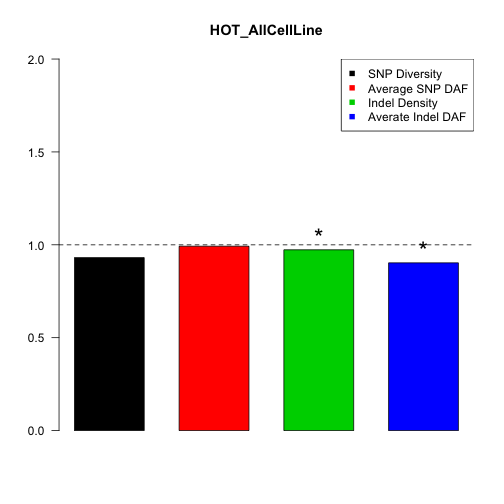 HOT_AllCellLine
2.0
1.5
1.0
0.5
0.0
SNP Diversity
Average SNP DAF
Indel Density
Averate Indel DAF
*
*